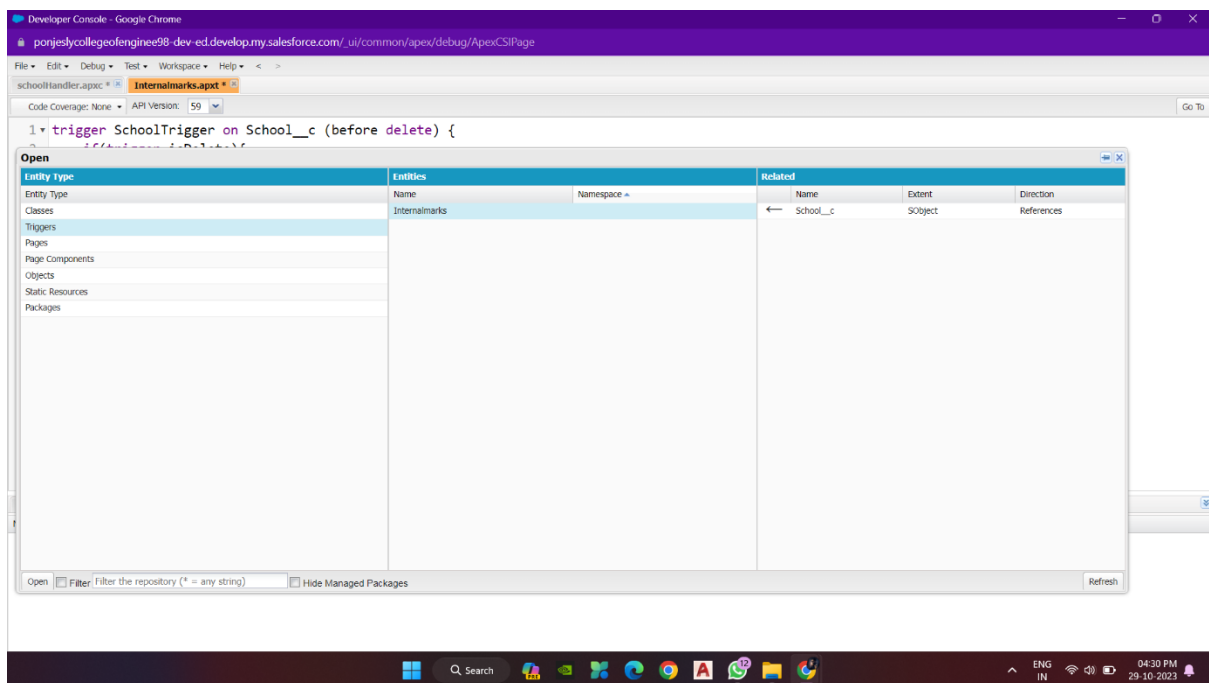 Developer Console - Google Chrome
ponjeslycollegeofenginee98-dev-ed.develop.my.salesforce.com/_ui/common/apex/debug/ApexCSIPage
File Edit Debug Test Workspace Help < >
schoolHandler.apxc * Internalmarks.apxt *
Code Coverage: None API Version: 59 Go To
1 trigger SchoolTrigger on School__c (before delete) {
Open
Entity Type Entities Related
Entity Type Name Namespace Name Extent Direction
Classes Internalmarks School__c SObject References
Triggers
Pages
Page Components
Objects
Static Resources
Packages
Open Filter Filter the repository (* = any string) Hide Managed Packages Refresh
Search PRE 12 ENG 04:30 PM
IN 29-10-2023